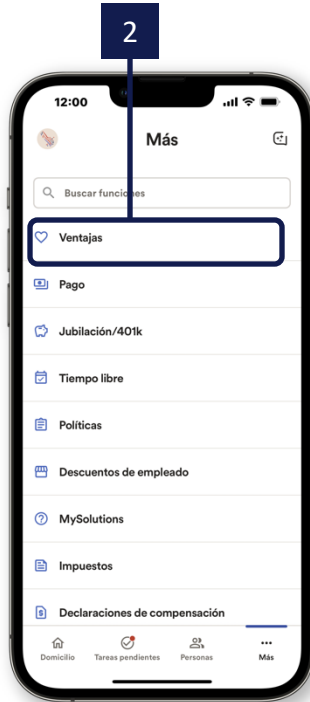 2
12:00
Más
Buscar funciones
Ventajas
Pago
Jubilación/401k
Tiempo libre
Políticas
Descuentos de empleado
MySolutions
Impuestos
Declaraciones de compensación
Domicilio Tareas pendientes Personas Más